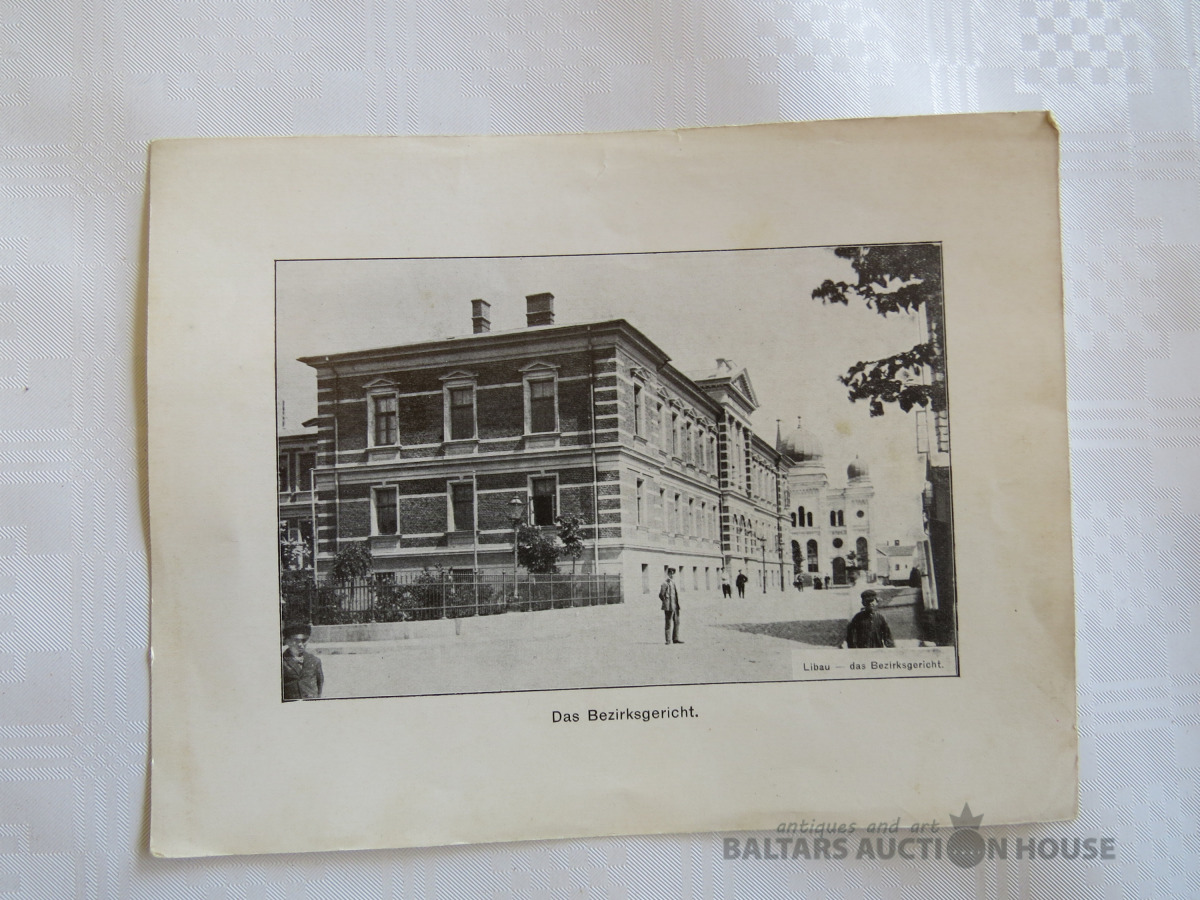 Libau — das Bezirksgericht.
Das Bezirksgericht.
antiques and art
BALTARS AUCTION HOUSE